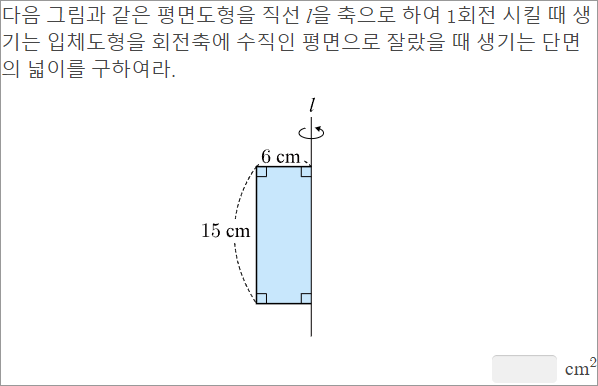 다음 그림과 같은 평면도형을 직선 l을 축으로 하여 1회전 시킬 때 생
기는 입체도형을 회전축에 수직인 평면으로 잘랐을 때 생기는 단면
의 넓이를 구하여라.
l
6 cm
15 cm
cm²